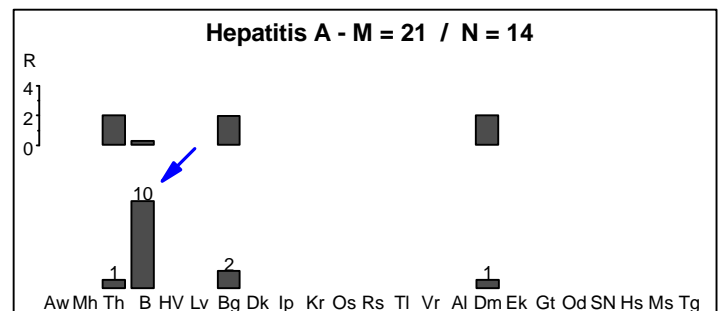 Hepatitis A - M = 21 / N = 14
R
4
2
0
10
1
2
1
Aw Mh Th B HV Lv Bg Dk Ip Kr Os Rs Tl Vr Al Dm Ek Gt Od SN Hs Ms Tg